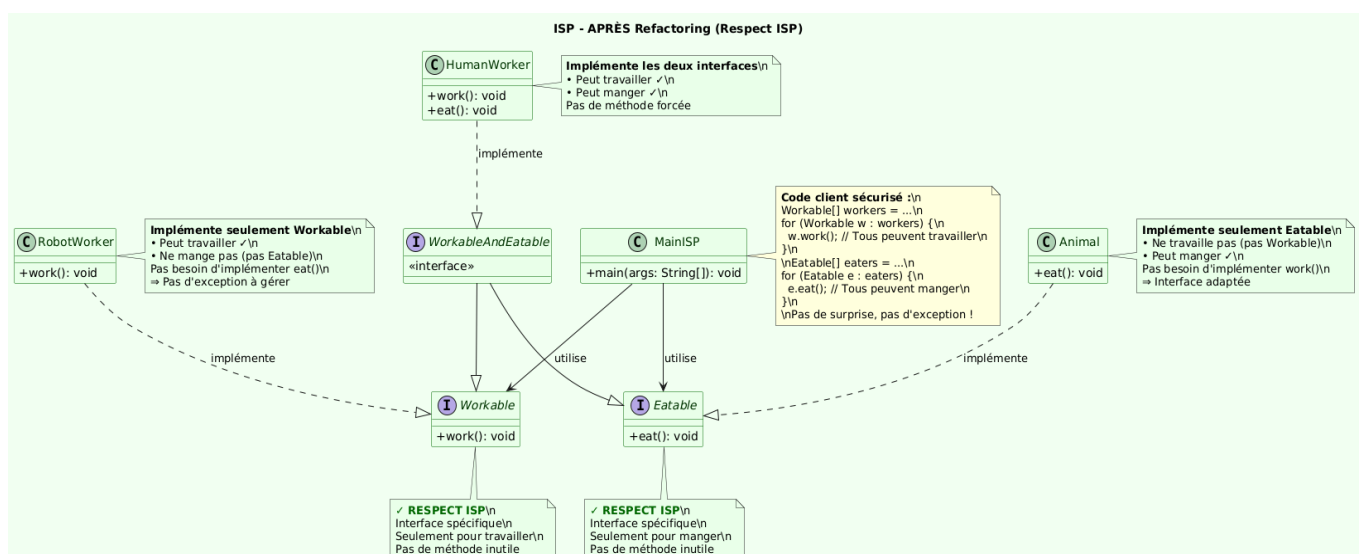 ISP - APRÈS Refactoring (Respect ISP)
C HumanWorker
+work(): void
+eat(): void
Implémente les deux interfaces\n
• Peut travailler ✓\n
• Peut manger ✓\n
Pas de méthode forcée
implémente
C RobotWorker
+work(): void
Implémente seulement Workable\n
• Peut travailler ✓\n
• Ne mange pas (pas Eatable)\n
Pas besoin d'implémenter eat()\n
⇒ Pas d'exception à gérer
I WorkableAndEatable
«interface»
C MainISP
+main(args: String[]): void
Code client sécurisé :\n
Workable[] workers = ...\n
for (Workable w : workers) {\n
w.work(); // Tous peuvent travailler\n
}\n
\nEatable[] eaters = ...\n
for (Eatable e : eaters) {\n
e.eat(); // Tous peuvent manger\n
}\n
\nPas de surprise, pas d'exception !
C Animal
+eat(): void
Implémente seulement Eatable\n
• Ne travaille pas (pas Workable)\n
• Peut manger ✓\n
Pas besoin d'implémenter work()\n
⇒ Interface adaptée
implémente
utilise
utilise
implémente
I Workable
+work(): void
I Eatable
+eat(): void
✓ RESPECT ISP\n
Interface spécifique\n
Seulement pour travailler\n
Pas de méthode inutile
✓ RESPECT ISP\n
Interface spécifique\n
Seulement pour manger\n
Pas de méthode inutile